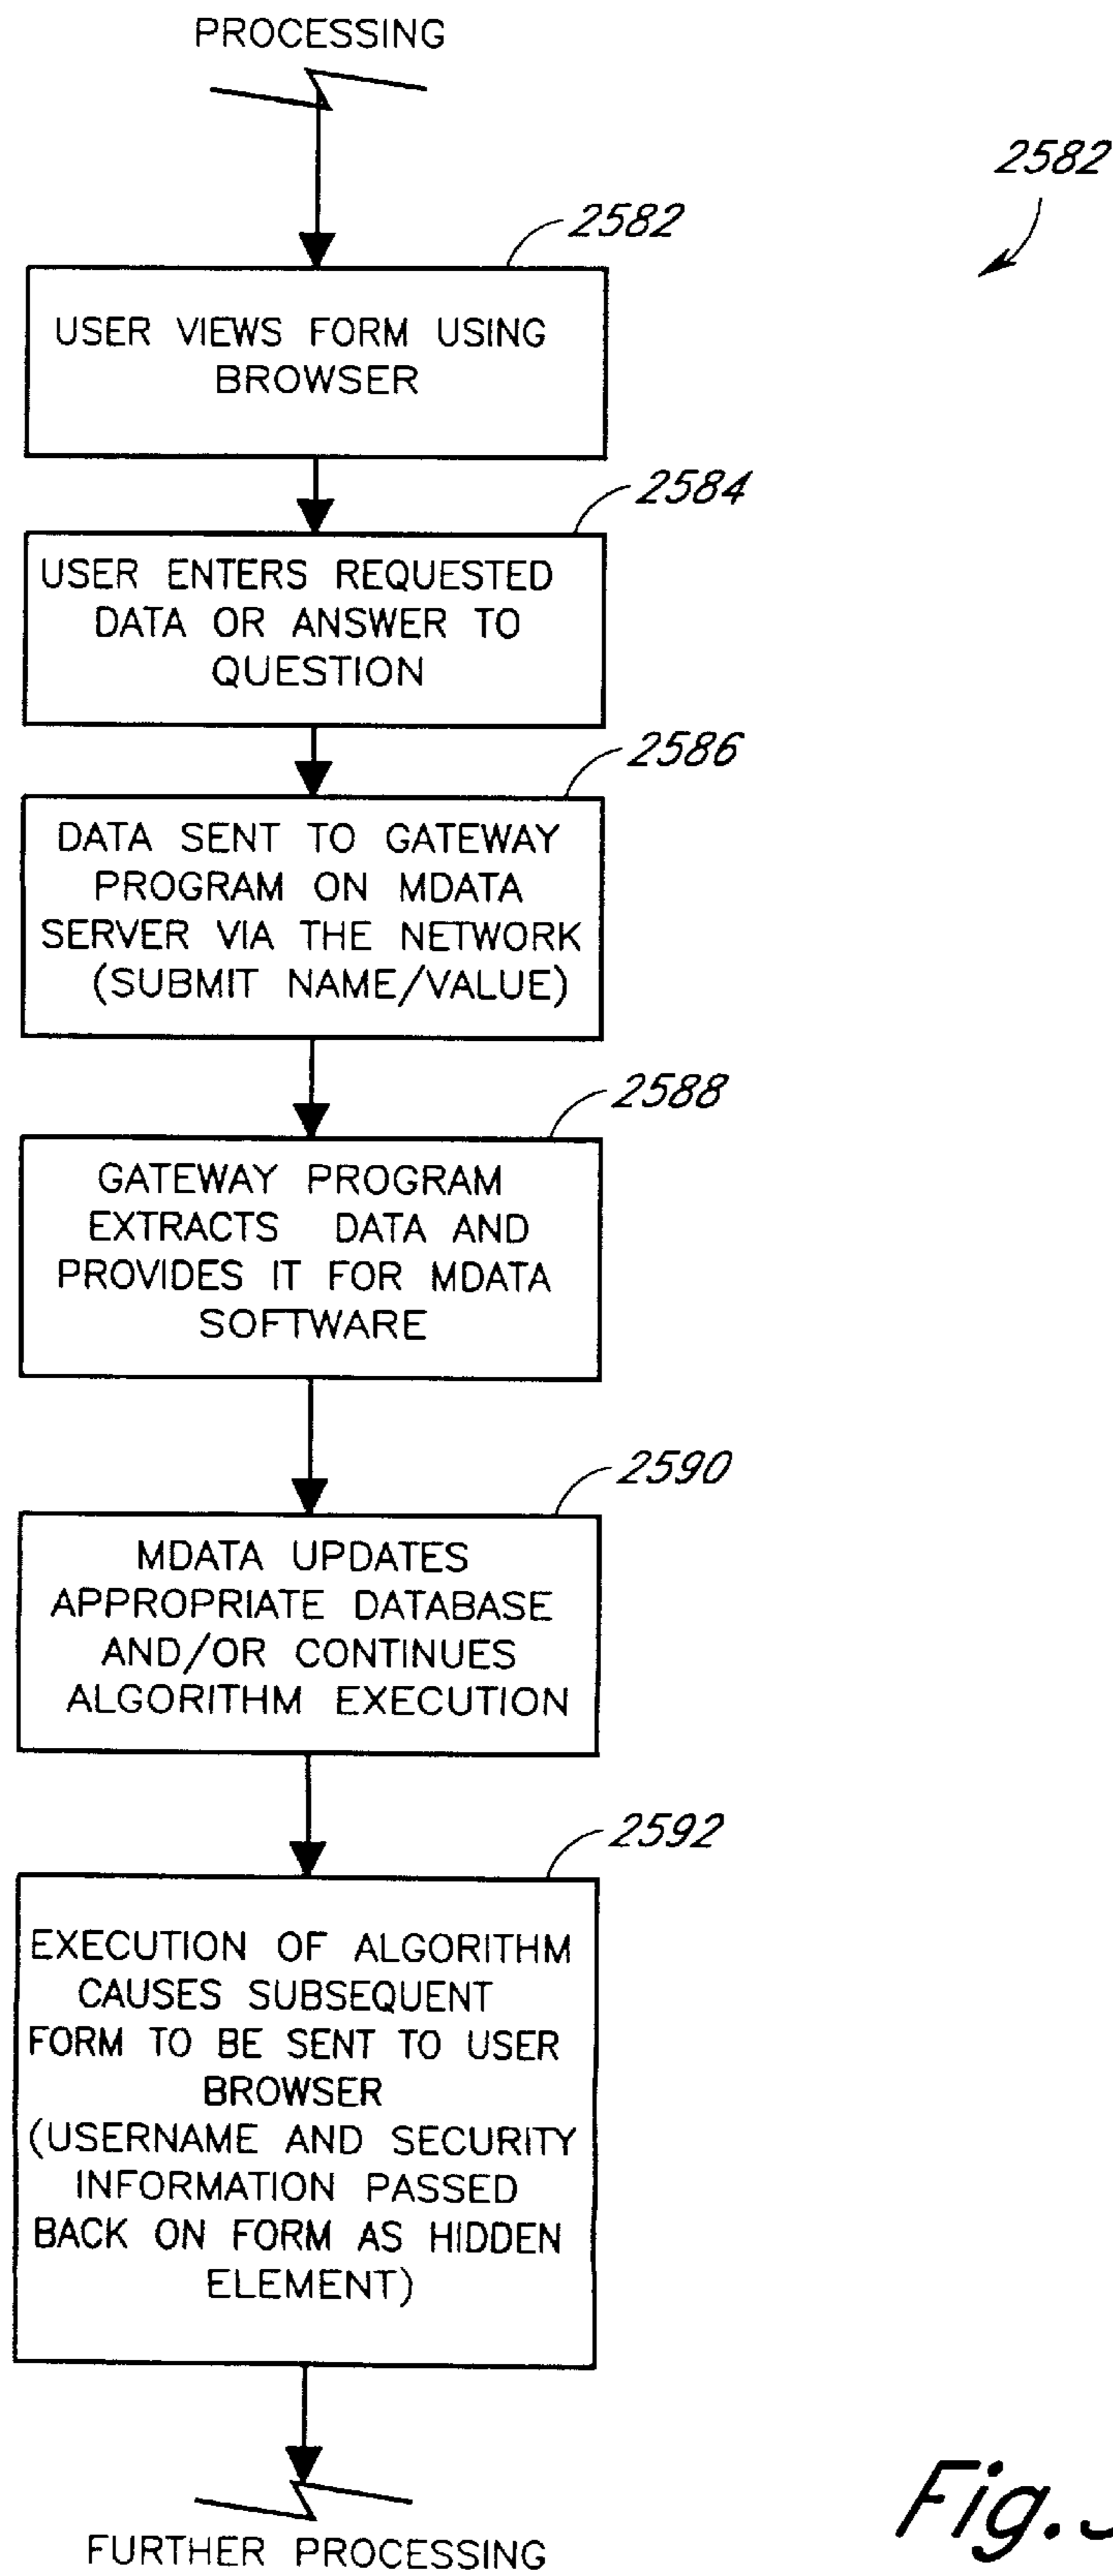 PROCESSING
2582
2582
USER VIEWS FORM USING
BROWSER
2584
USER ENTERS REQUESTED
DATA OR ANSWER TO
QUESTION
2586
DATA SENT TO GATEWAY
PROGRAM ON MDATA
SERVER VIA THE NETWORK
(SUBMIT NAME/VALUE)
2588
GATEWAY PROGRAM
EXTRACTS DATA AND
PROVIDES IT FOR MDATA
SOFTWARE
2590
MDATA UPDATES
APPROPRIATE DATABASE
AND/OR CONTINUES
ALGORITHM EXECUTION
2592
EXECUTION OF ALGORITHM
CAUSES SUBSEQUENT
FORM TO BE SENT TO USER
BROWSER
(USERNAME AND SECURITY
INFORMATION PASSED
BACK ON FORM AS HIDDEN
ELEMENT)
Fig.
FURTHER PROCESSING